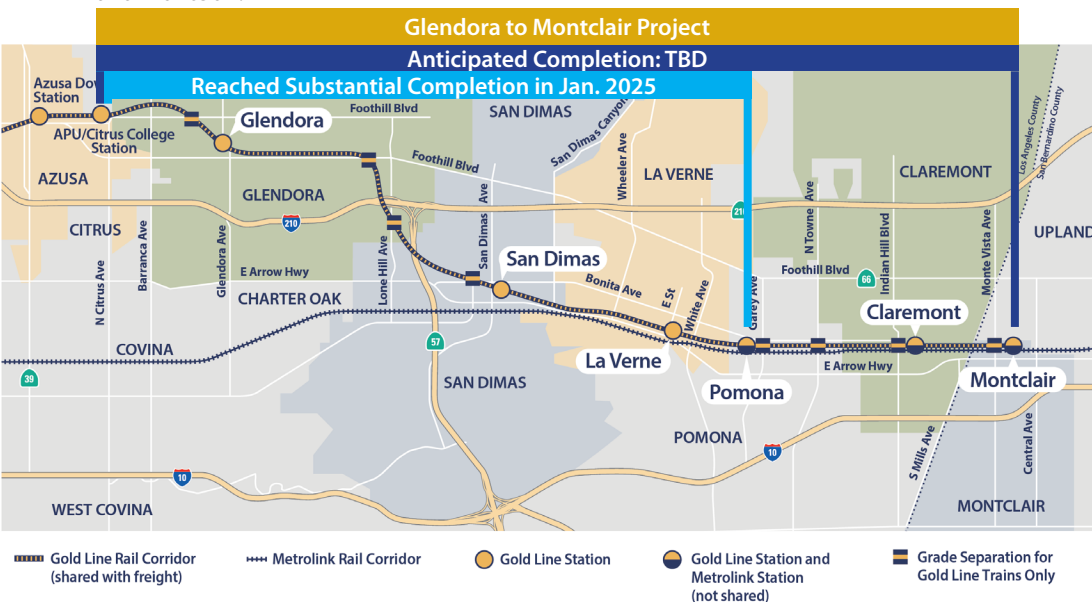 Glendora to Montclair Project
Anticipated Completion: TBD
Reached Substantial Completion in Jan. 2025
Azusa Do
Station
APU/Citrus College
Station
Glendora
Foothill Blvd
SAN DIMAS
San Dimas Canyon
Foothill Blvd
Wheeler Ave
LA VERNE
CLAREMONT
Los Angeles County
San Bernardino County
AZUSA
GLENDORA
210
210
CITRUS
UPLAND
N Citrus Ave
Barranca Ave
Glendora Ave
E Arrow Hwy
Lone Hill Ave
San Dimas Ave
San Dimas
Bonita Ave
E St
White Ave
Garey Ave
N Towne Ave
Foothill Blvd
66
Indian Hill Blvd
Monte Vista Ave
CHARTER OAK
Claremont
COVINA
57
La Verne
E Arrow Hwy
39
SAN DIMAS
Pomona
Montclair
POMONA
10
10
S Mills Ave
Central Ave
WEST COVINA
MONTCLAIR
Gold Line Rail Corridor
(shared with freight)
Metrolink Rail Corridor
Gold Line Station
Gold Line Station and
Metrolink Station
(not shared)
Grade Separation for
Gold Line Trains Only